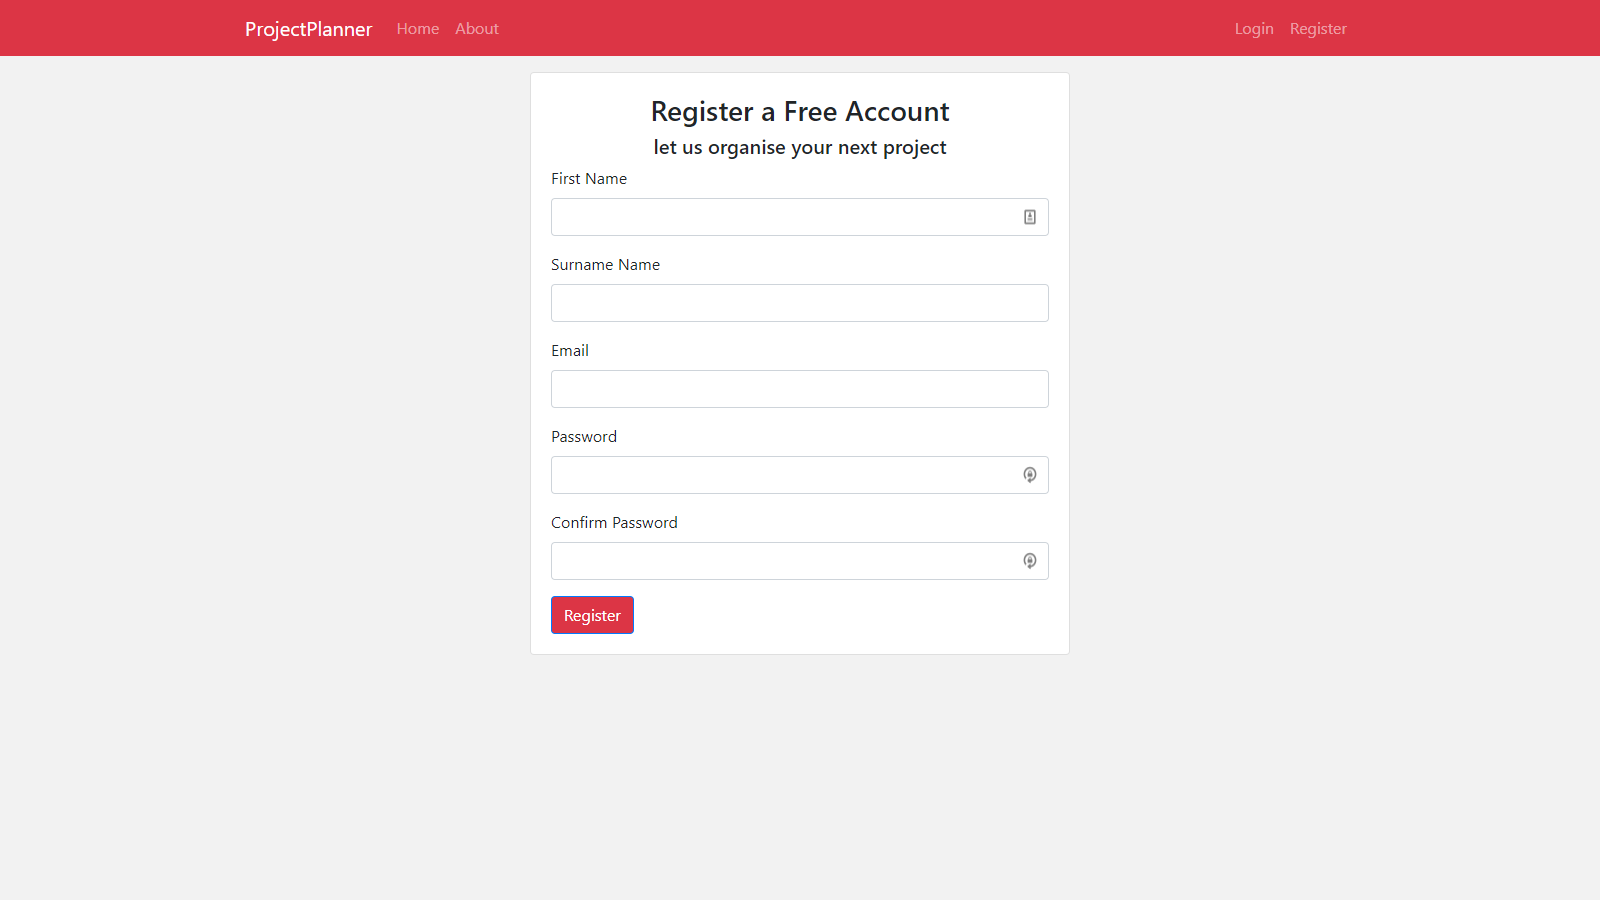 ProjectPlanner Home About Login Register
Register a Free Account
let us organise your next project
First Name
Surname Name
Email
Password
Confirm Password
Register